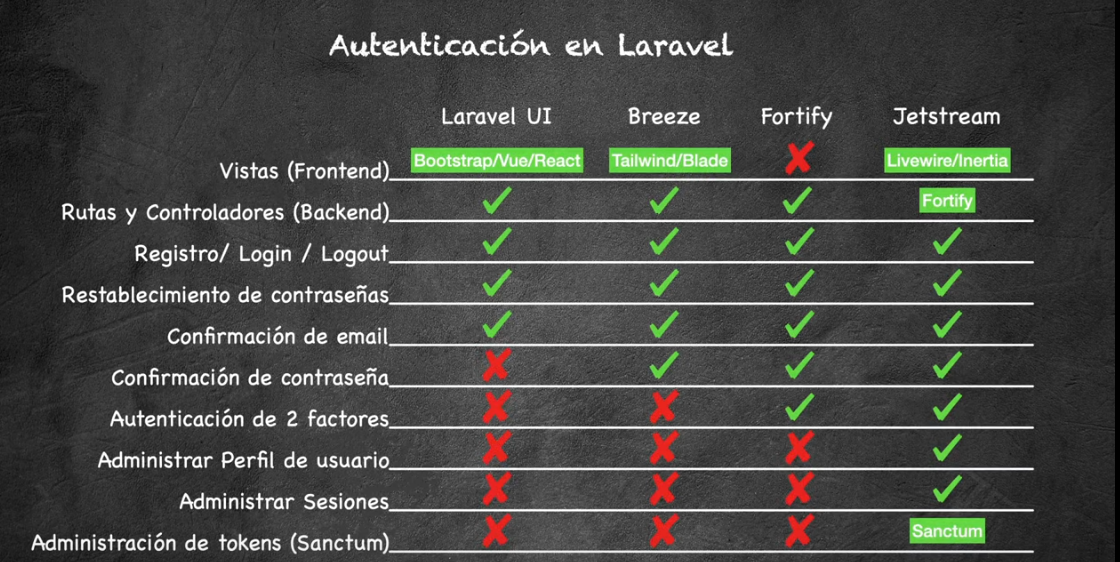 Autenticación en Laravel
Laravel UI Breeze Fortify Jetstream
Vistas (Frontend) Bootstrap/Vue/React Tailwind/Blade Livewire/Inertia
Rutas y Controladores (Backend) Fortify
Registro/ Login / Logout
Restablecimiento de contraseñas
Confirmación de email
Confirmación de contraseña
Autenticación de 2 factores
Administrar Perfil de usuario
Administrar Sesiones
Administración de tokens (Sanctum) Sanctum